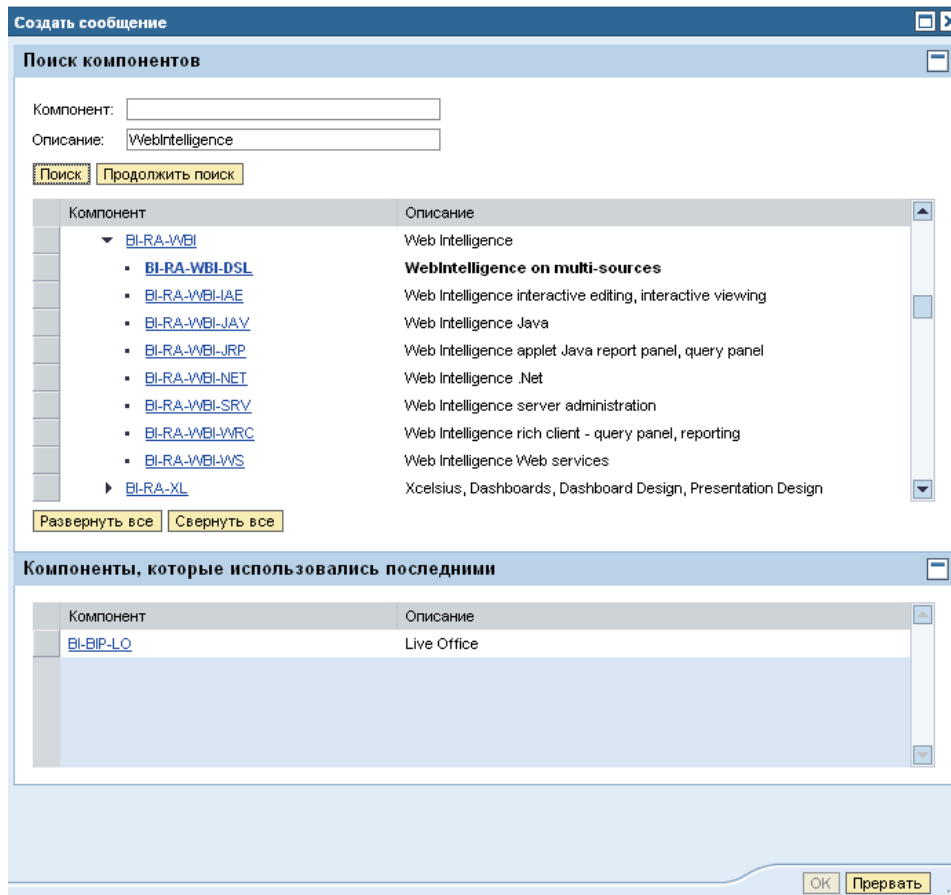 Создать сообщение
Поиск компонентов
Компонент:
Описание: WebIntelligence
Поиск Продолжить поиск
Компонент Описание
BI-RA-WBI Web Intelligence
BI-RA-WBI-DSL WebIntelligence on multi-sources
BI-RA-WBI-IAE Web Intelligence interactive editing, interactive viewing
BI-RA-WBI-JAV Web Intelligence Java
BI-RA-WBI-JRP Web Intelligence applet Java report panel, query panel
BI-RA-WBI-NET Web Intelligence .Net
BI-RA-WBI-SRV Web Intelligence server administration
BI-RA-WBI-WRC Web Intelligence rich client - query panel, reporting
BI-RA-WBI-WS Web Intelligence Web services
BI-RA-XL Xcelsius, Dashboards, Dashboard Design, Presentation Design
Развернуть все Свернуть все
Компоненты, которые использовались последними
Компонент Описание
BI-BIP-LO Live Office
OK Прервать